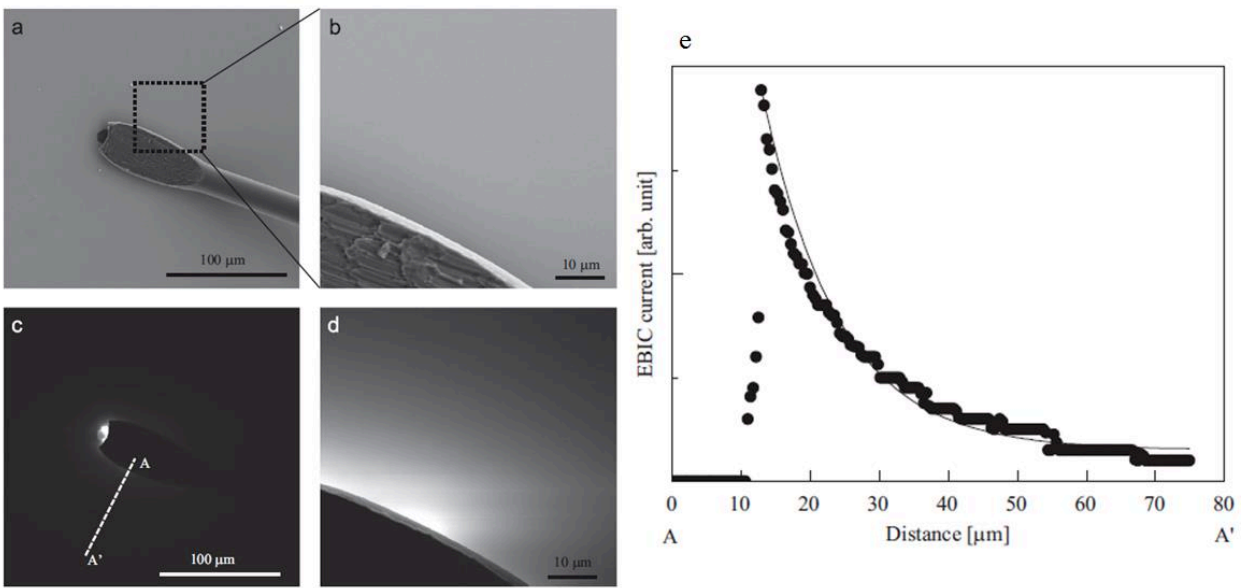 a
100 μm
b
10 μm
c
A
A'
100 μm
d
10 μm
e
EBIC current [arb. unit]
0 10 20 30 40 50 60 70 80
A Distance [μm] A'